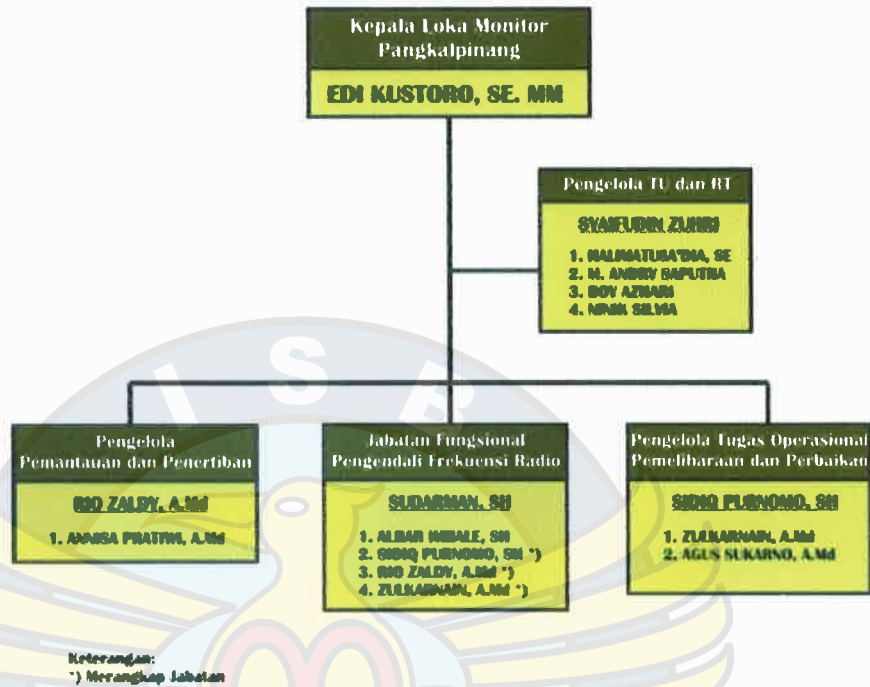 Kepala Loka Monitor
Pangkalpinang
EDI KUSTORO, SE. MM
Pengelola TU dan RT
SYAIFUDIN ZUHRI
1. HALIMATUSA'DIA, SE
2. M. ANDRY SAPUTRA
3. BOY AZHARI
4. NINIK SILVIA
I S B
Pengelola
Pemantauan dan Penertiban
RIO ZALDY, A.Md
1. ANNISA PRATIWI, A.Md
Jabatan Fungsional
Pengendali Frekuensi Radio
SUDARMAN, SH
1. ALBAR, SH
2. SIDIQ PURNOMO, SH *)
3. RIO ZALDY, A.Md *)
4. ZULKARNAIN, A.Md *)
Pengelola Tugas Operasional
Pemeliharaan dan Perbaikan
SIDIQ PURNOMO, SH
1. ZULKARNAIN, A.Md
2. AGUS SUKARNO, A.Md
Keterangan:
*) Merangkap Jabatan